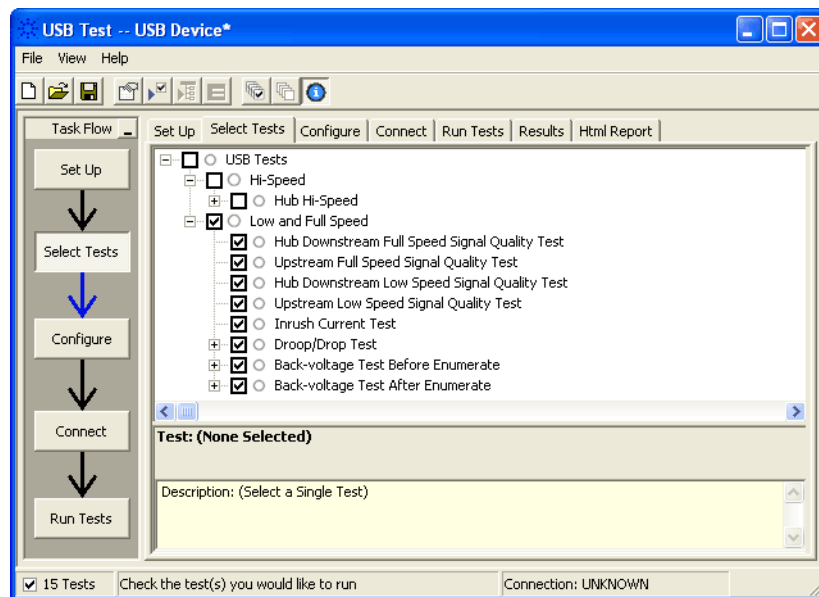 USB Test -- USB Device*
File View Help
Task Flow
Set Up
Select Tests
Configure
Connect
Run Tests
Set Up Select Tests Configure Connect Run Tests Results Html Report
USB Tests
Hi-Speed
Hub Hi-Speed
Low and Full Speed
Hub Downstream Full Speed Signal Quality Test
Upstream Full Speed Signal Quality Test
Hub Downstream Low Speed Signal Quality Test
Upstream Low Speed Signal Quality Test
Inrush Current Test
Droop/Drop Test
Back-voltage Test Before Enumerate
Back-voltage Test After Enumerate
Test: (None Selected)
Description: (Select a Single Test)
15 Tests Check the test(s) you would like to run Connection: UNKNOWN